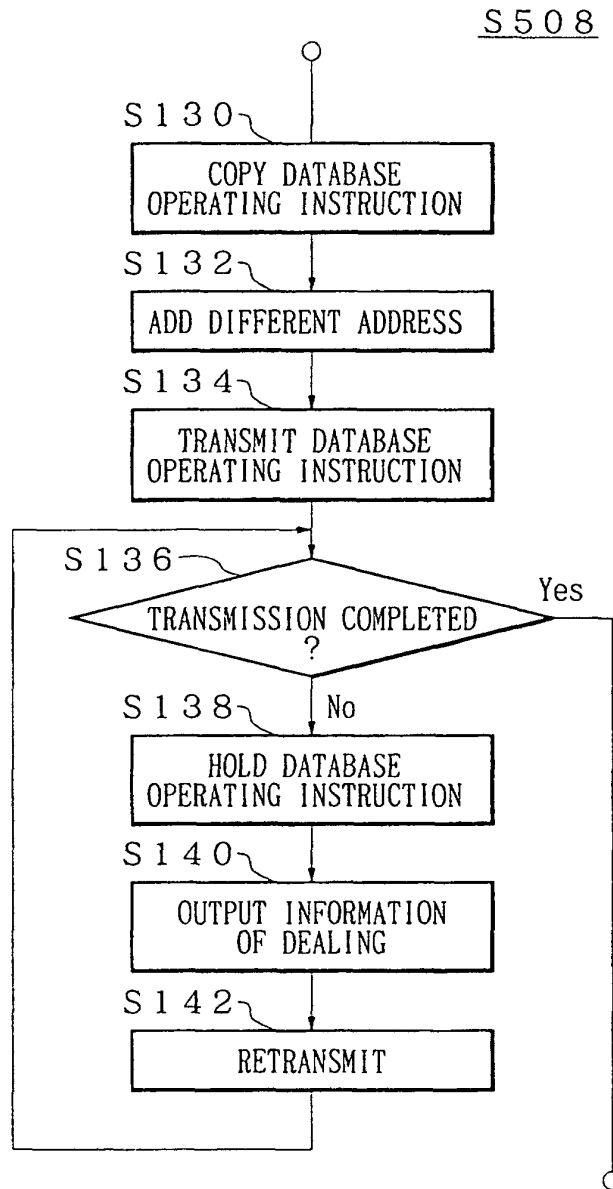 S508
S130
COPY DATABASE
OPERATING INSTRUCTION
S132
ADD DIFFERENT ADDRESS
S134
TRANSMIT DATABASE
OPERATING INSTRUCTION
S136
Yes
TRANSMISSION COMPLETED
?
No
S138
HOLD DATABASE
OPERATING INSTRUCTION
S140
OUTPUT INFORMATION
OF DEALING
S142
RETRANSMIT